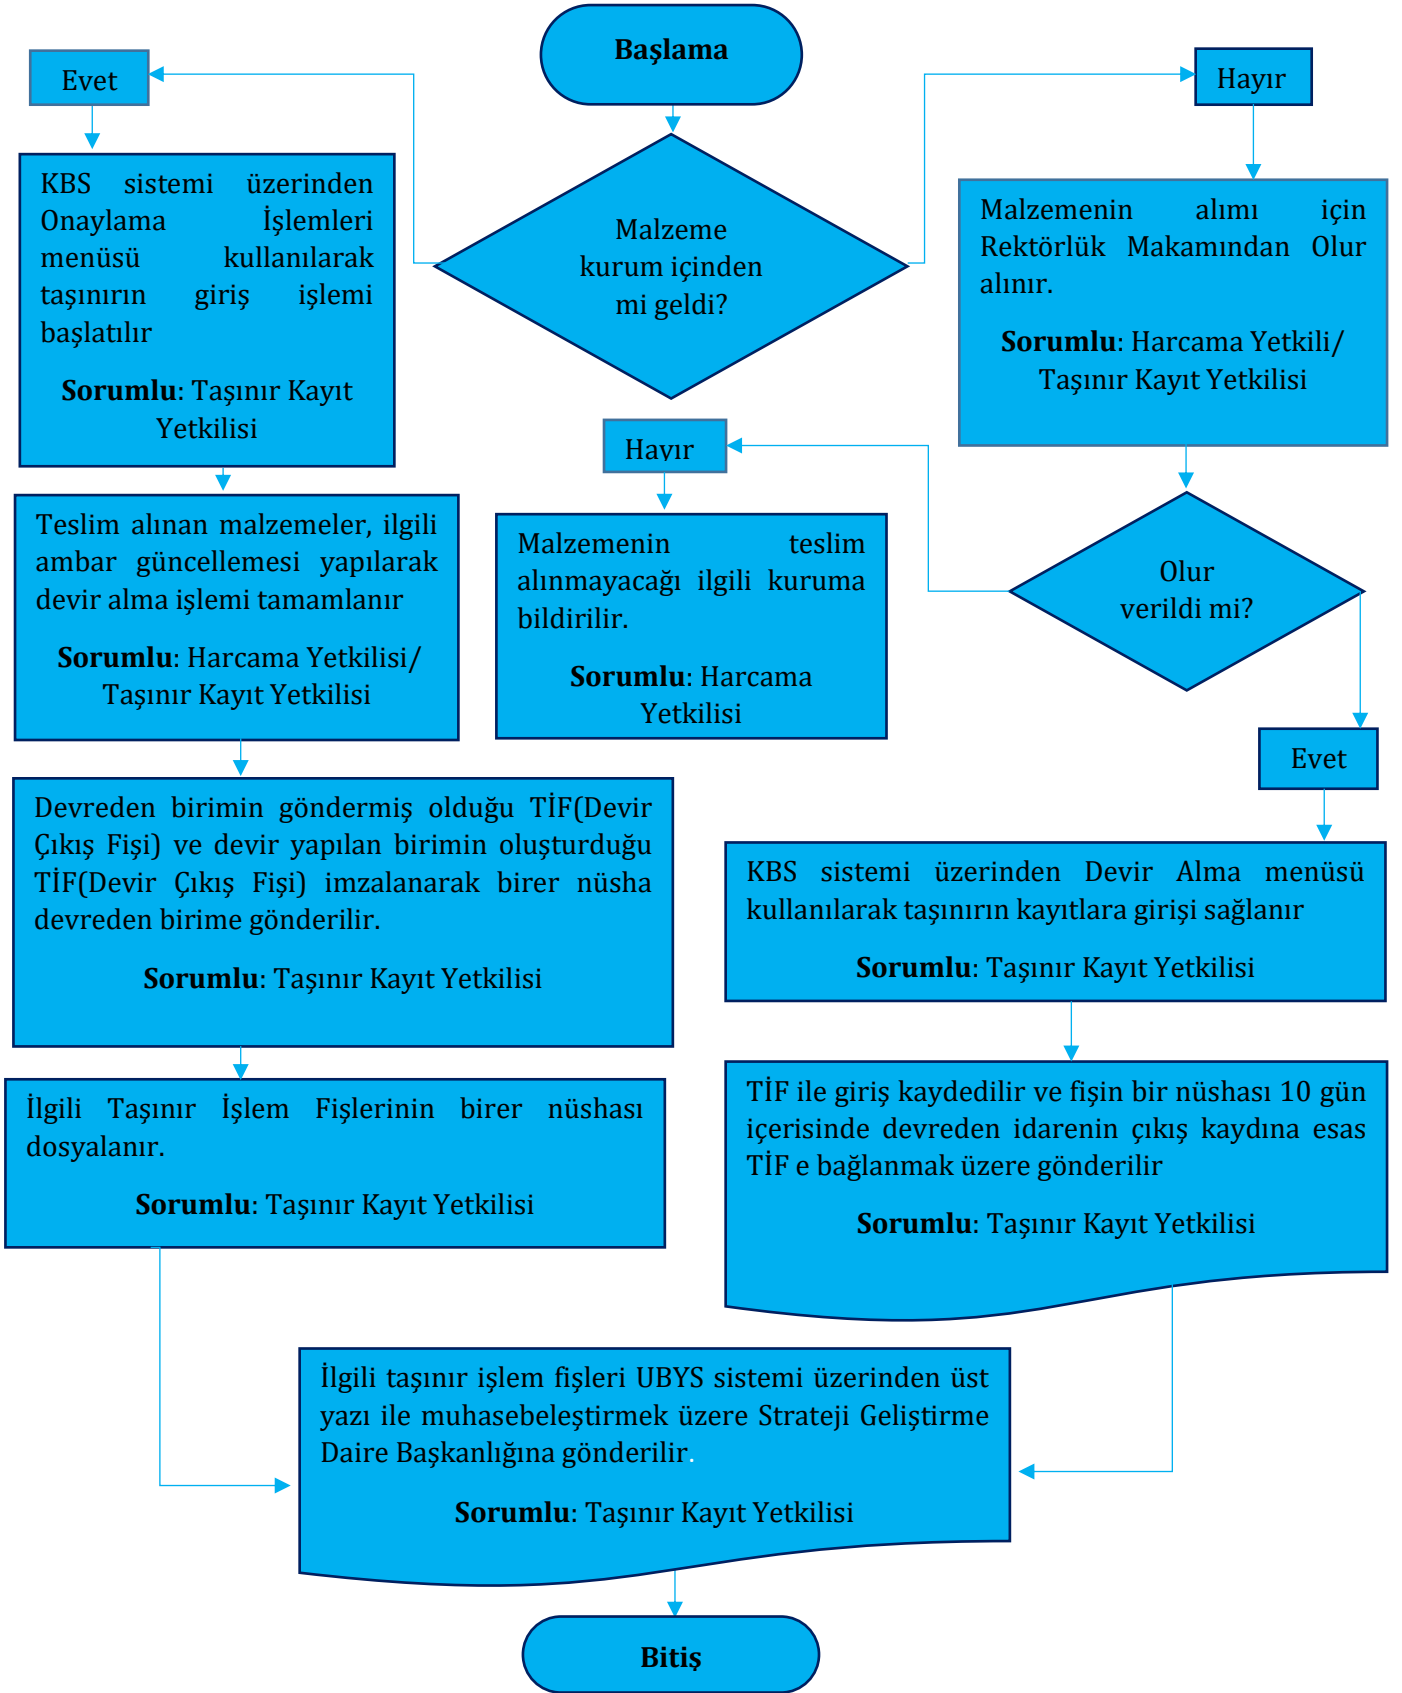 Başlama
Evet
Hayır
Malzeme
kurum içinden
mi geldi?
KBS sistemi üzerinden
Onaylama İşlemleri
menüsü kullanılarak
taşınırın giriş işlemi
başlatılır
Sorumlu: Taşınır Kayıt
Yetkilisi
Malzemenin alımı için
Rektörlük Makamından Olur
alınır.
Sorumlu: Harcama Yetkili/
Taşınır Kayıt Yetkilisi
Hayır
Teslim alınan malzemeler, ilgili
ambar güncellemesi yapılarak
devir alma işlemi tamamlanır
Sorumlu: Harcama Yetkilisi/
Taşınır Kayıt Yetkilisi
Malzemenin teslim
alınmayacağı ilgili kuruma
bildirilir.
Sorumlu: Harcama
Yetkilisi
Olur
verildi mi?
Evet
Devreden birimin göndermiş olduğu TİF(Devir
Çıkış Fişi) ve devir yapılan birimin oluşturduğu
TİF(Devir Çıkış Fişi) imzalanarak birer nüsha
devreden birime gönderilir.
Sorumlu: Taşınır Kayıt Yetkilisi
KBS sistemi üzerinden Devir Alma menüsü
kullanılarak taşınırın kayıtlara girişi sağlanır
Sorumlu: Taşınır Kayıt Yetkilisi
İlgili Taşınır İşlem Fişlerinin birer nüshası
dosyalanır.
Sorumlu: Taşınır Kayıt Yetkilisi
TİF ile giriş kaydedilir ve fişin bir nüshası 10 gün
içerisinde devreden idarenin çıkış kaydına esas
TİF e bağlanmak üzere gönderilir
Sorumlu: Taşınır Kayıt Yetkilisi
İlgili taşınır işlem fişleri UBYS sistemi üzerinden üst
yazı ile muhasebeleştirmek üzere Strateji Geliştirme
Daire Başkanlığına gönderilir.
Sorumlu: Taşınır Kayıt Yetkilisi
Bitiş